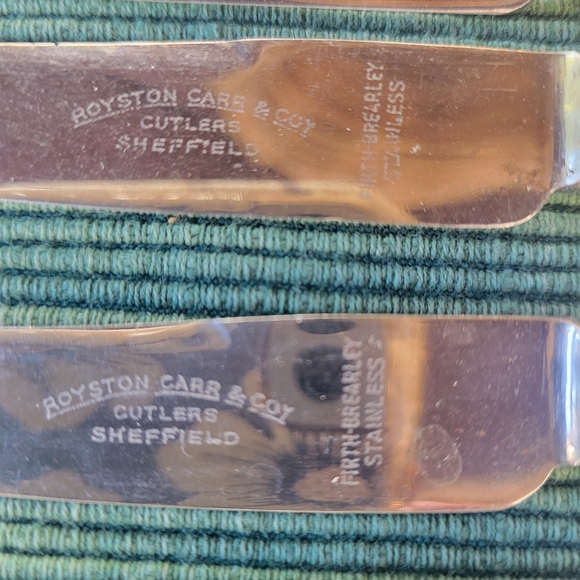 ROYSTON CARR & COY
CUTLERS
SHEFFIELD
FIRTH-BREARLEY
STAINLESS
ROYSTON CARR & COY
CUTLERS
SHEFFIELD
FIRTH-BREARLEY
STAINLESS